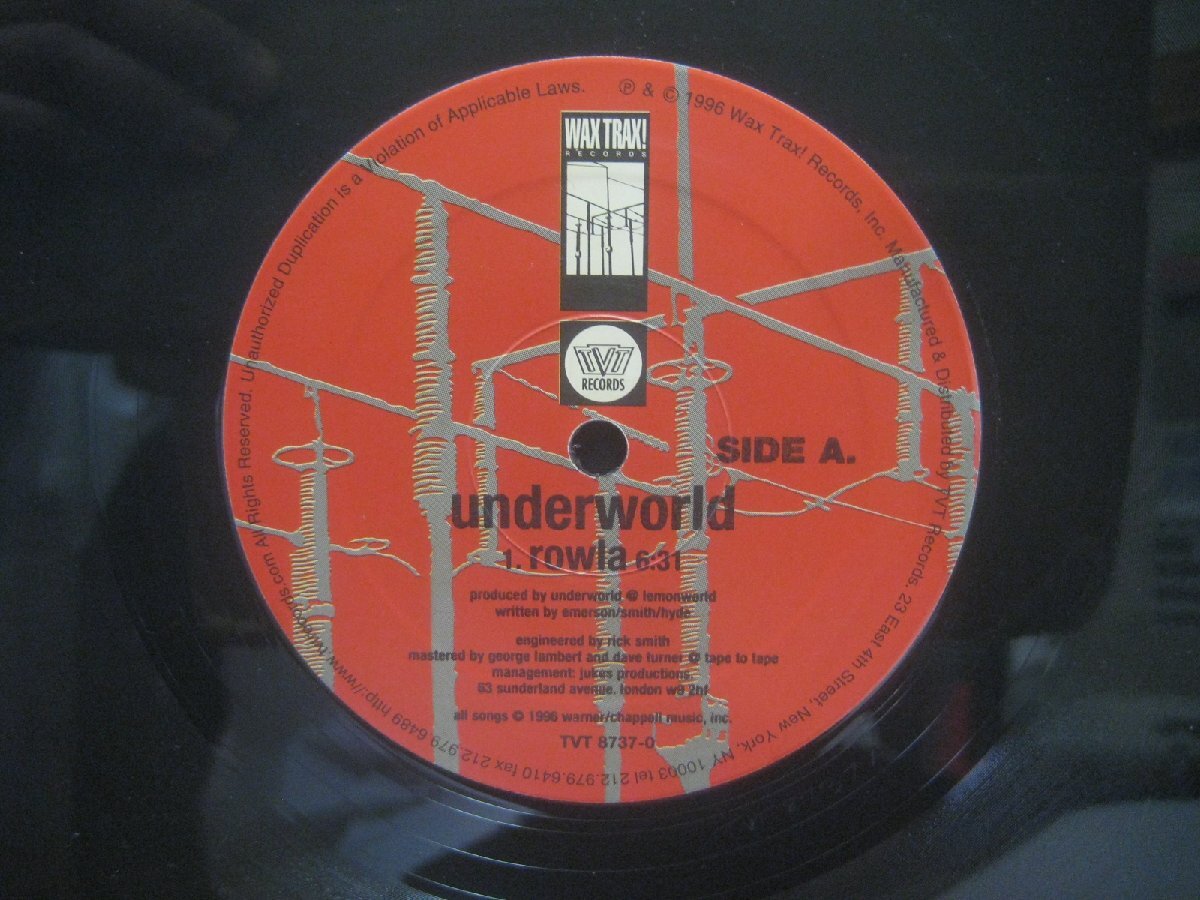 WAX TRAX!
RECORDS
TVT
RECORDS
SIDE A.
underworld
1. rowla 6:31
produced by underworld @ lemonworld
written by emerson/smith/hyde
engineered by rick smith
mastered by george lambert and dave turner @ tape to tape
management: jukes productions
63 sunderland avenue, london w9 2hf
all songs © 1996 warner/chappell music, inc.
TVT 8737-0
℗ & © 1996 Wax Trax! Records, Inc. Manufactured & Distributed by TVT Records, 23 East 4th Street, New York, NY 10003 tel 212.979.6410 fax 212.979.6489 http://www.tvtrecords.com All Rights Reserved. Unauthorized Duplication is a Violation of Applicable Laws.